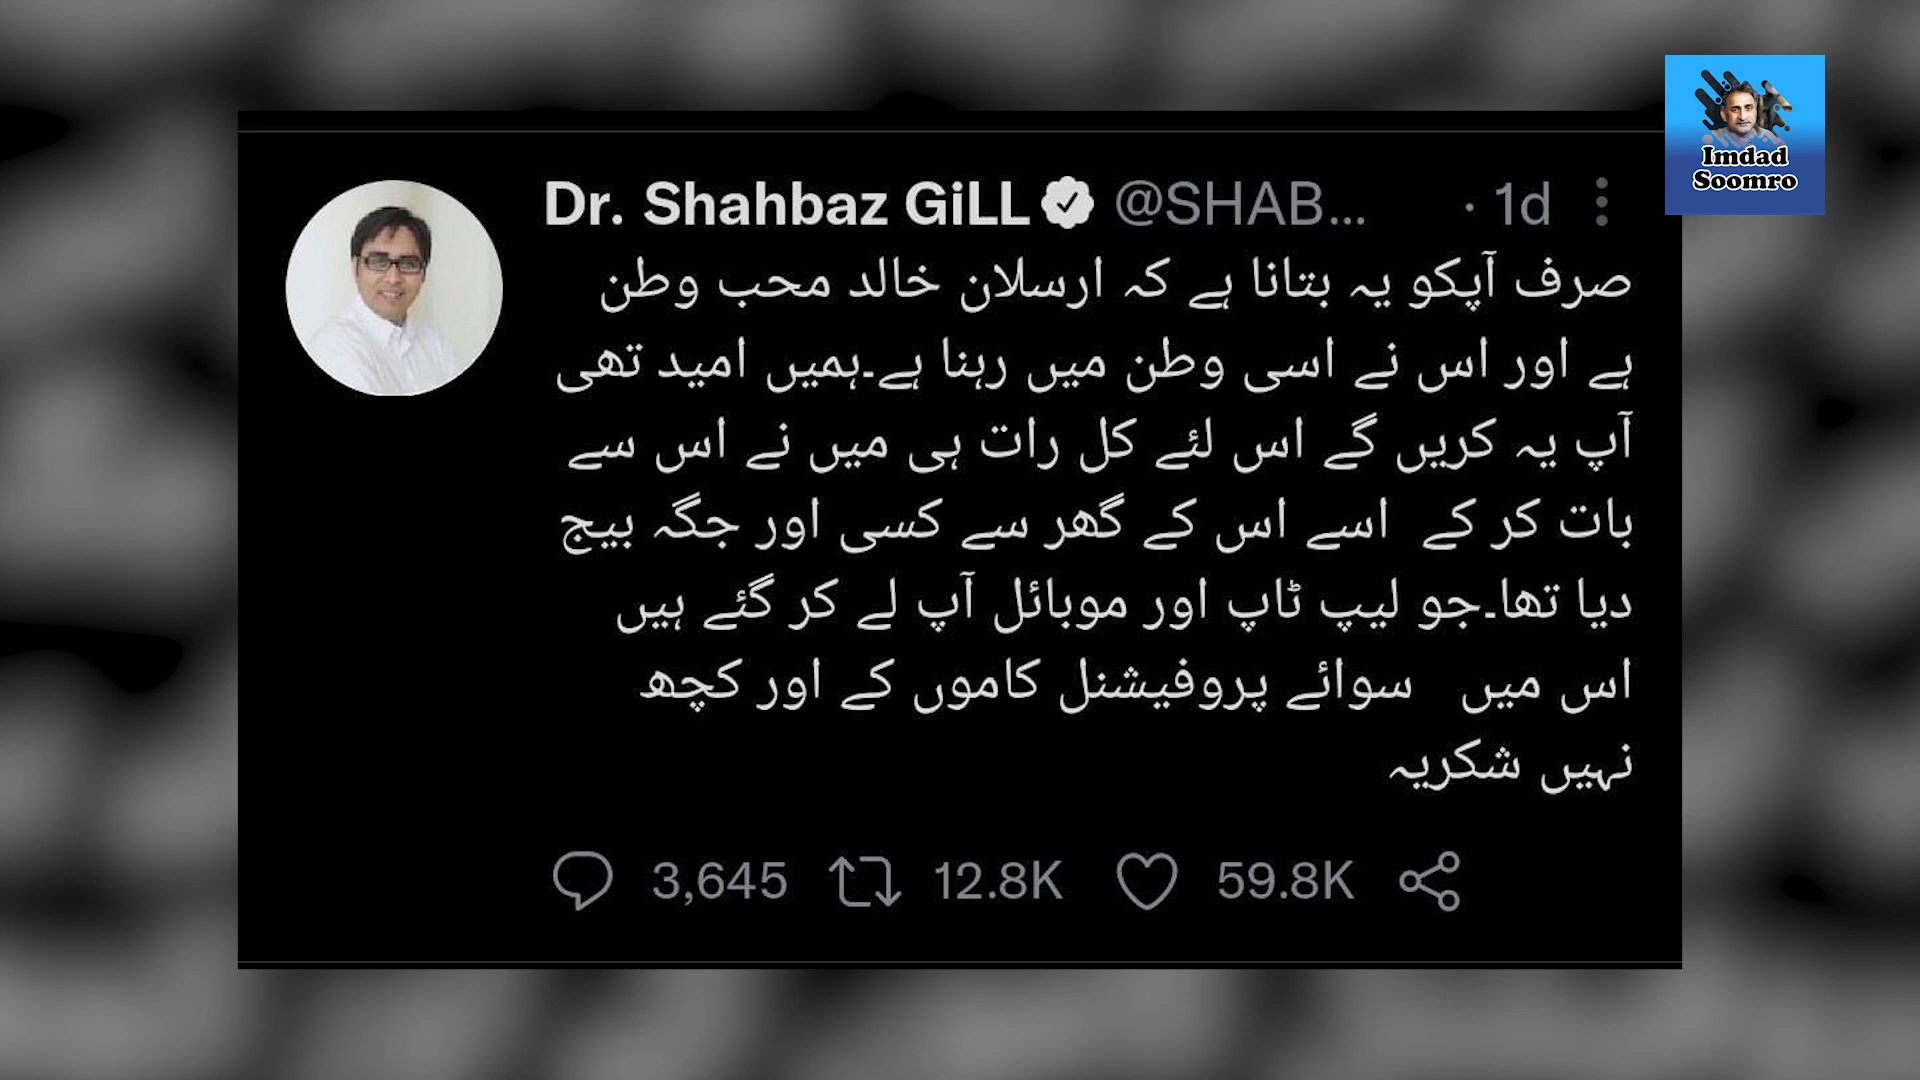 Imdad
Soomro
Dr. Shahbaz GiLL @SHAB... · 1d
صرف آپکو یہ بتانا ہے کہ ارسلان خالد محب وطن
ہے اور اس نے اسی وطن میں رہنا ہے۔ہمیں امید تھی
آپ یہ کریں گے اس لئے کل رات ہی میں نے اس سے
بات کر کے اسے اس کے گھر سے کسی اور جگہ بیج
دیا تھا۔جو لیپ ٹاپ اور موبائل آپ لے کر گئے ہیں
اس میں سوائے پروفیشنل کاموں کے اور کچھ
نہیں شکریہ
3,645 12.8K 59.8K